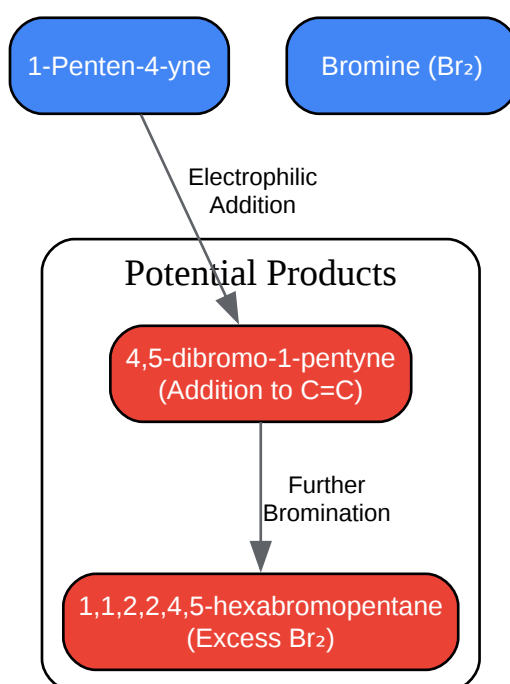 1-Penten-4-yne
Bromine (Br₂)
Electrophilic
Addition
Potential Products
4,5-dibromo-1-pentyne
(Addition to C=C)
Further
Bromination
1,1,2,2,4,5-hexabromopentane
(Excess Br₂)